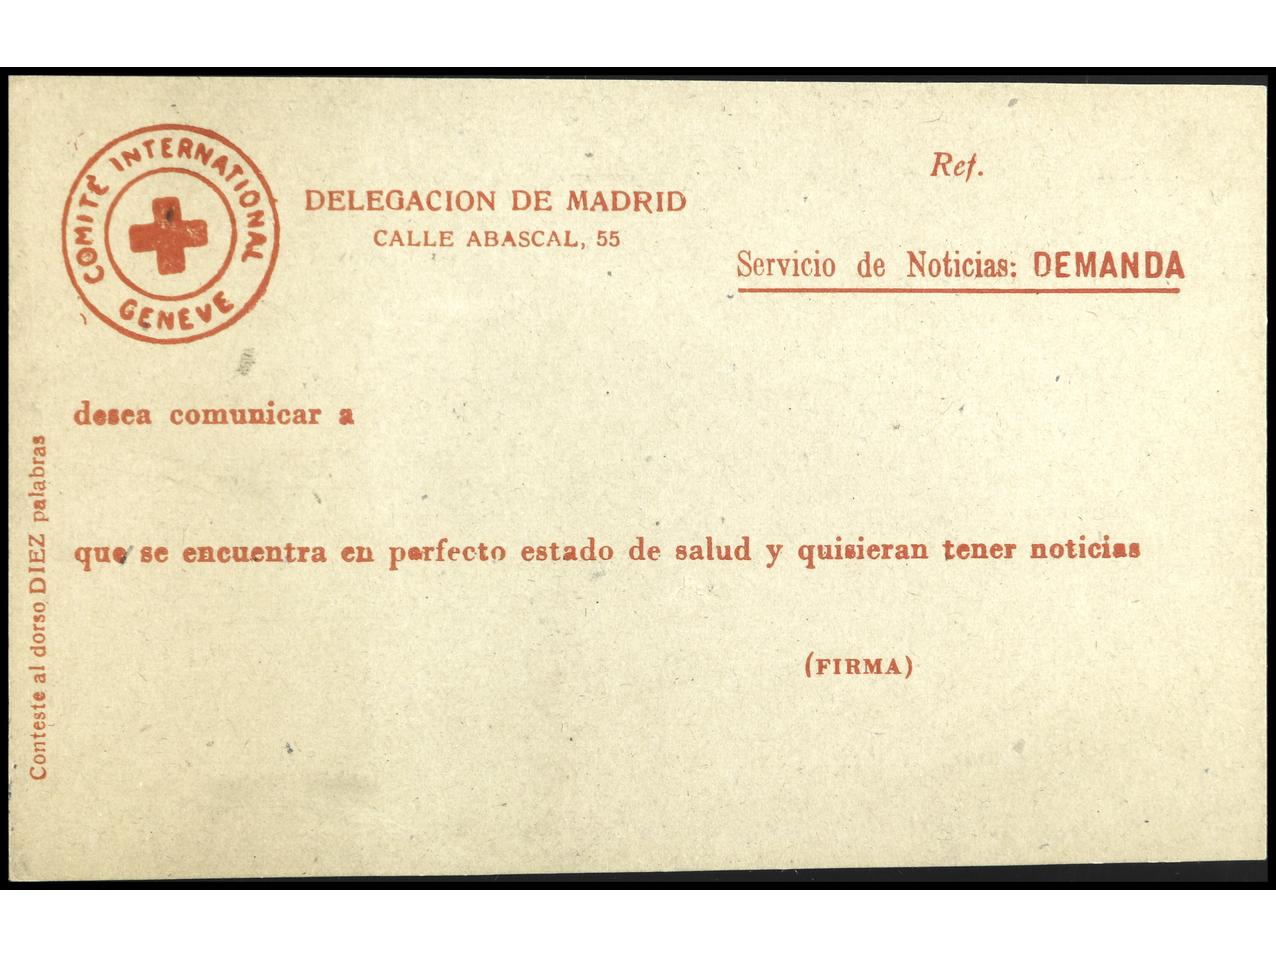 COMITÉ INTERNATIONAL
GENEVE
DELEGACION DE MADRID
CALLE ABASCAL, 55
Ref.
Servicio de Noticias: DEMANDA
desea comunicar a
que se encuentra en perfecto estado de salud y quisieran tener noticias
(FIRMA)
Conteste al dorso DIEZ palabras